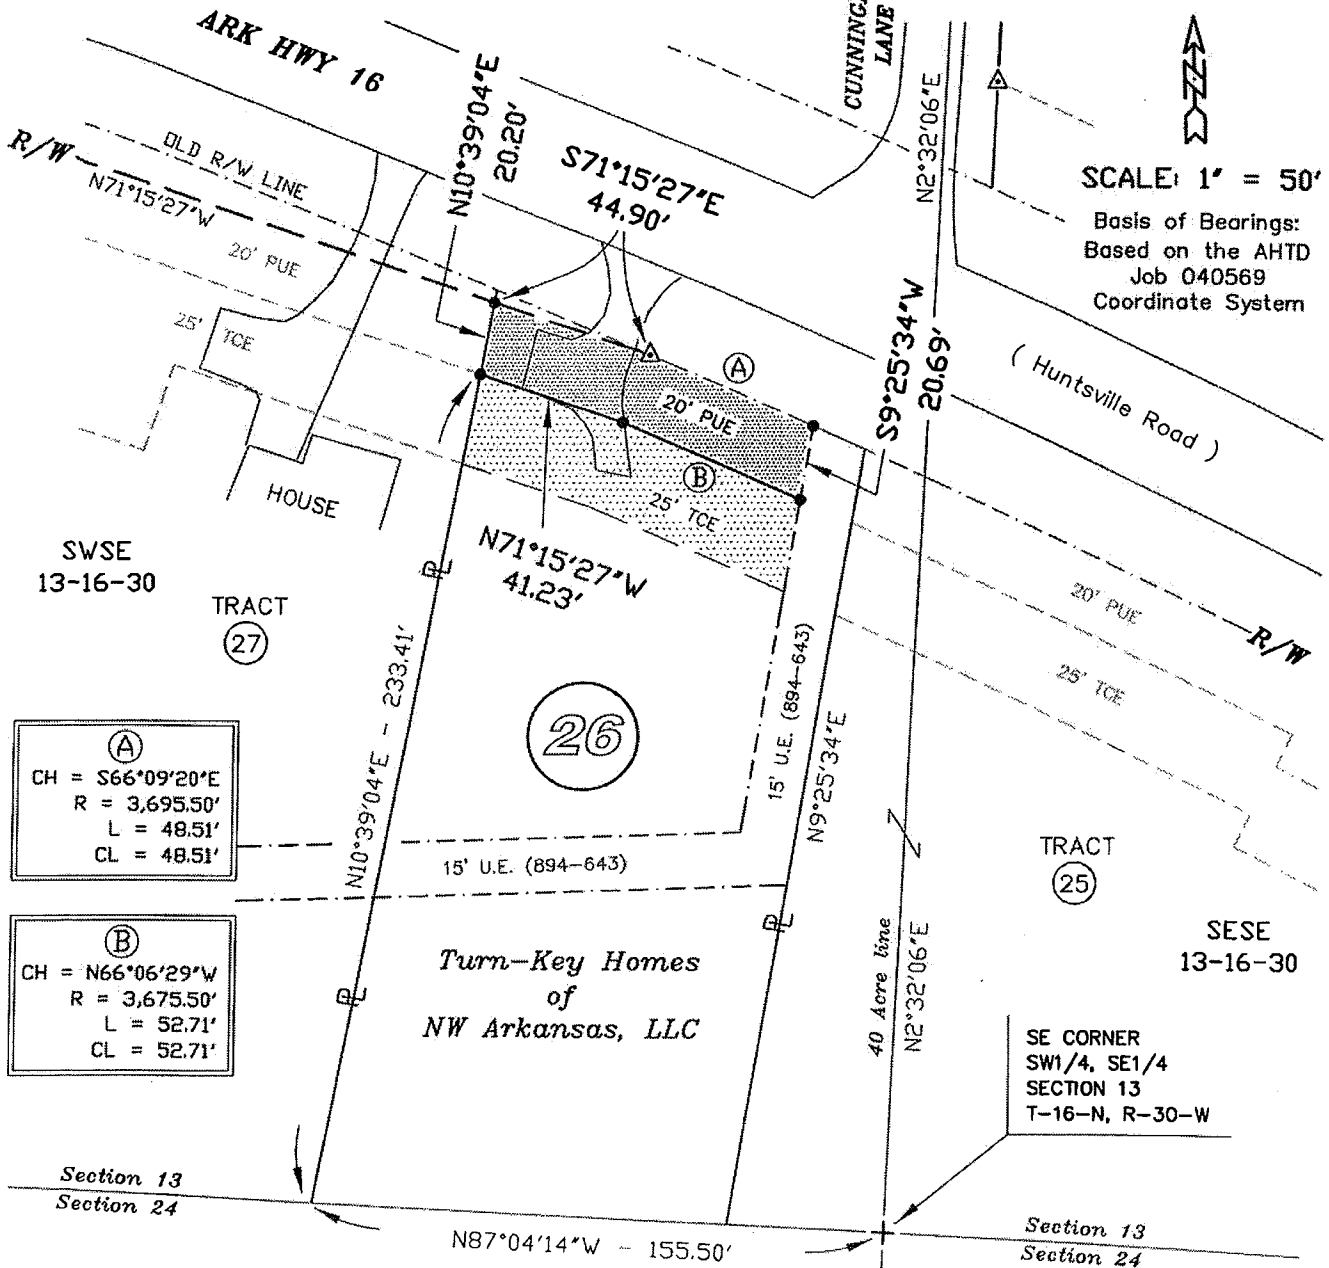 ARK HWY 16
LANE
N2°32'06"E
N10°39'04"E
20.20'
S71°15'27"E
44.90'
R/W
OLD R/W LINE
N71°15'27"W
20' PUE
25' TCE
SCALE: 1" = 50'
Basis of Bearings:
Based on the AHTD
Job 040569
Coordinate System
S9°25'34"W
20.69'
( Huntsville Road )
A
20' PUE
B
25' TCE
HOUSE
N71°15'27"W
41.23'
SWSE
13-16-30
TRACT
27
PL
N10°39'04"E - 233.41'
26
15' U.E. (894-643)
N9°25'34"E
20' PUE
25' TCE
R/W
A
CH = S66°09'20"E
R = 3,695.50'
L = 48.51'
CL = 48.51'
B
CH = N66°06'29"W
R = 3,675.50'
L = 52.71'
CL = 52.71'
15' U.E. (894-643)
PL
PL
Turn-Key Homes
of
NW Arkansas, LLC
TRACT
25
SESE
13-16-30
40 Acre line
N2°32'06"E
SE CORNER
SW1/4, SE1/4
SECTION 13
T-16-N, R-30-W
Section 13
Section 24
N87°04'14"W - 155.50'
Section 13
Section 24